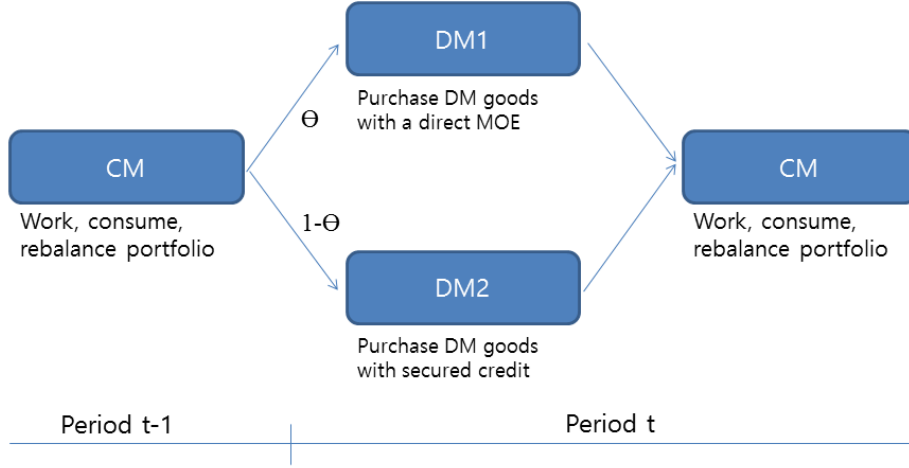 DM1
Purchase DM goods
with a direct MOE
ϴ
CM
Work, consume,
rebalance portfolio
CM
Work, consume,
rebalance portfolio
1-ϴ
DM2
Purchase DM goods
with secured credit
Period t-1
Period t